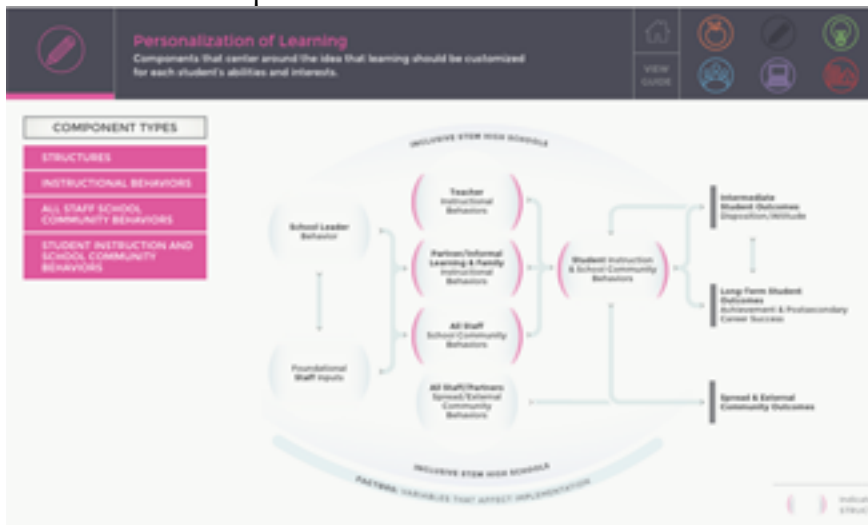 Personalization of Learning
Components that center around the idea that learning should be customized
for each student's abilities and interests.
VIEW
GUIDE
COMPONENT TYPES
STRUCTURES
INSTRUCTIONAL BEHAVIORS
ALL STAFF SCHOOL
COMMUNITY BEHAVIORS
STUDENT INSTRUCTION AND
SCHOOL COMMUNITY
BEHAVIORS
INCLUSIVE STEM HIGH SCHOOLS
School Leader
Behavior
Foundational
Staff Inputs
Teacher
Instructional
Behaviors
Partner/Informal
Learning & Family
Instructional
Behaviors
All Staff
School Community
Behaviors
All Staff/Partners
Spread/External
Community
Behaviors
Student Instruction
& School Community
Behaviors
Intermediate
Student Outcomes
Disposition/Attitude
Long-Term Student
Outcomes
Achievement & Postsecondary
Career Success
Spread & External
Community Outcomes
INCLUSIVE STEM HIGH SCHOOLS
FACTORS: VARIABLES THAT AFFECT IMPLEMENTATION